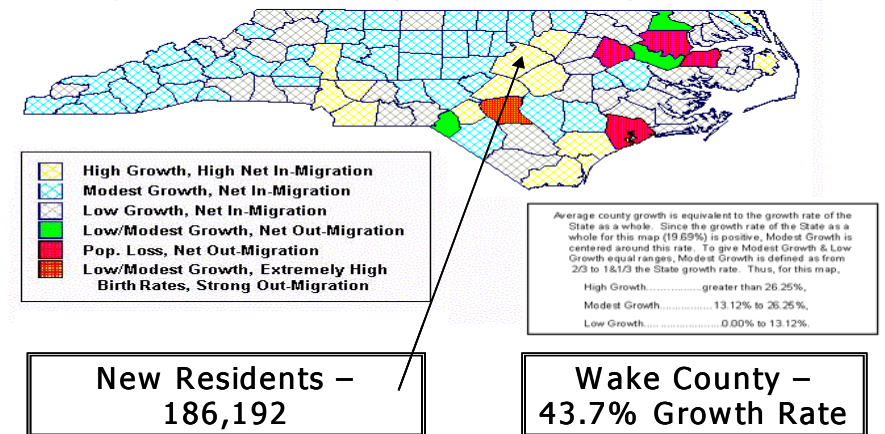 High Growth, High Net In-Migration
Modest Growth, Net In-Migration
Low Growth, Net In-Migration
Low/Modest Growth, Net Out-Migration
Pop. Loss, Net Out-Migration
Low/Modest Growth, Extremely High
Birth Rates, Strong Out-Migration
Average county growth is equivalent to the growth rate of the
State as a whole. Since the growth rate of the State as a
whole for this map (19.69%) is positive, Modest Growth is
centered around this rate. To give Modest Growth & Low
Growth equal ranges, Modest Growth is defined as from
2/3 to 1&1/3 the State growth rate. Thus, for this map,
High Growth.................greater than 26.25%,
Modest Growth................13.12% to 26.25%,
Low Growth........................0.00% to 13.12%.
New Residents –
186,192
Wake County –
43.7% Growth Rate